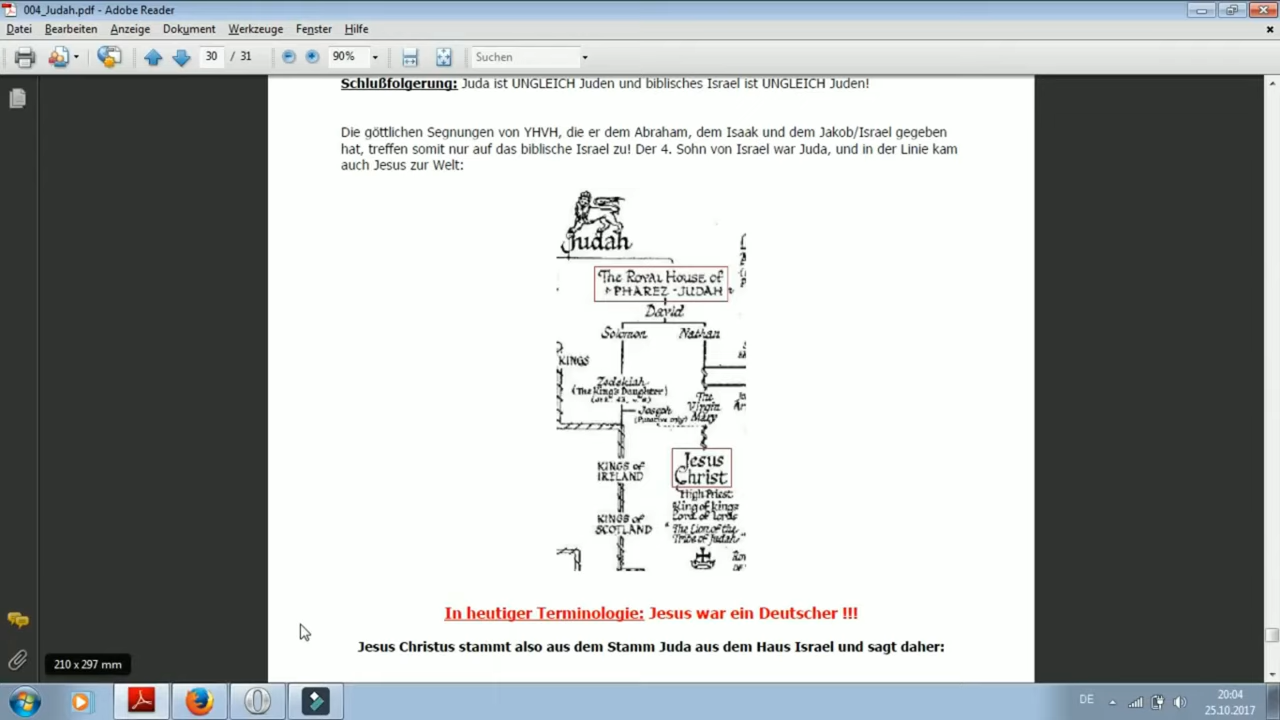 004_Judah.pdf - Adobe Reader
Datei Bearbeiten Anzeige Dokument Werkzeuge Fenster Hilfe
30 / 31 90% Suchen
Schlußfolgerung: Juda ist UNGLEICH Juden und biblisches Israel ist UNGLEICH Juden!
Die göttlichen Segnungen von YHVH, die er dem Abraham, dem Isaak und dem Jakob/Israel gegeben
hat, treffen somit nur auf das biblische Israel zu! Der 4. Sohn von Israel war Juda, und in der Linie kam
auch Jesus zur Welt:
Judah
The Royal House of
PHAREZ - JUDAH
David
Solomon Nathan
KINGS
Zedekiah
(The King's Daughter)
Joseph
(Putative only)
The
Virgin
Mary
KINGS of
IRELAND
Jesus
Christ
High Priest
King of kings
Lord of lords
KINGS of
SCOTLAND
"The Lion of the
Tribe of Judah"
In heutiger Terminologie: Jesus war ein Deutscher !!!
Jesus Christus stammt also aus dem Stamm Juda aus dem Haus Israel und sagt daher:
210 x 297 mm
DE
20:04
25.10.2017